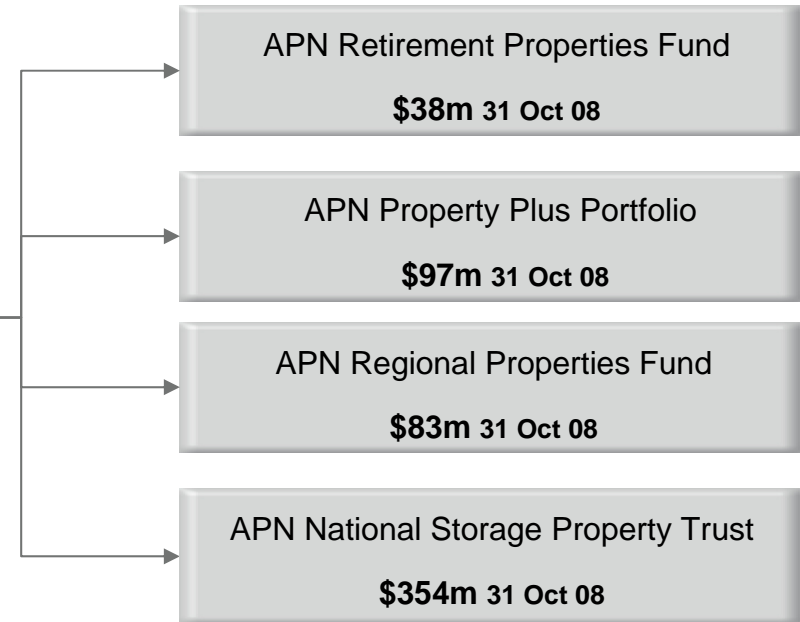 APN Retirement Properties Fund
$38m 31 Oct 08
APN Property Plus Portfolio
$97m 31 Oct 08
APN Regional Properties Fund
$83m 31 Oct 08
APN National Storage Property Trust
$354m 31 Oct 08